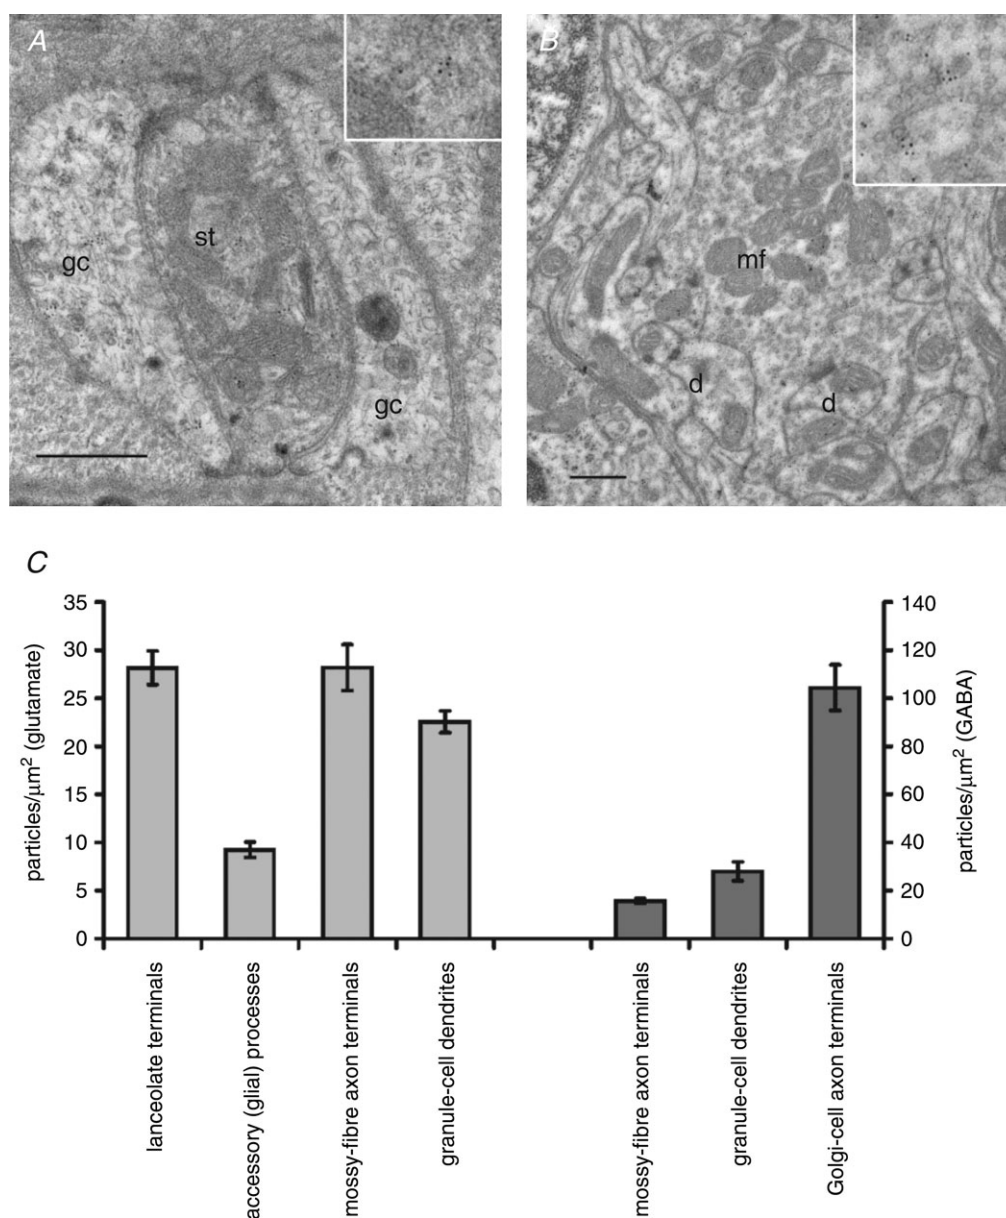 A
st
gc
gc
B
mf
d
d
C
particles/μm² (glutamate)
35
30
25
20
15
10
5
0
140
120
100
80
60
40
20
0
particles/μm² (GABA)
lanceolate terminals
accessory (glial) processes
mossy-fibre axon terminals
granule-cell dendrites
mossy-fibre axon terminals
granule-cell dendrites
Golgi-cell axon terminals